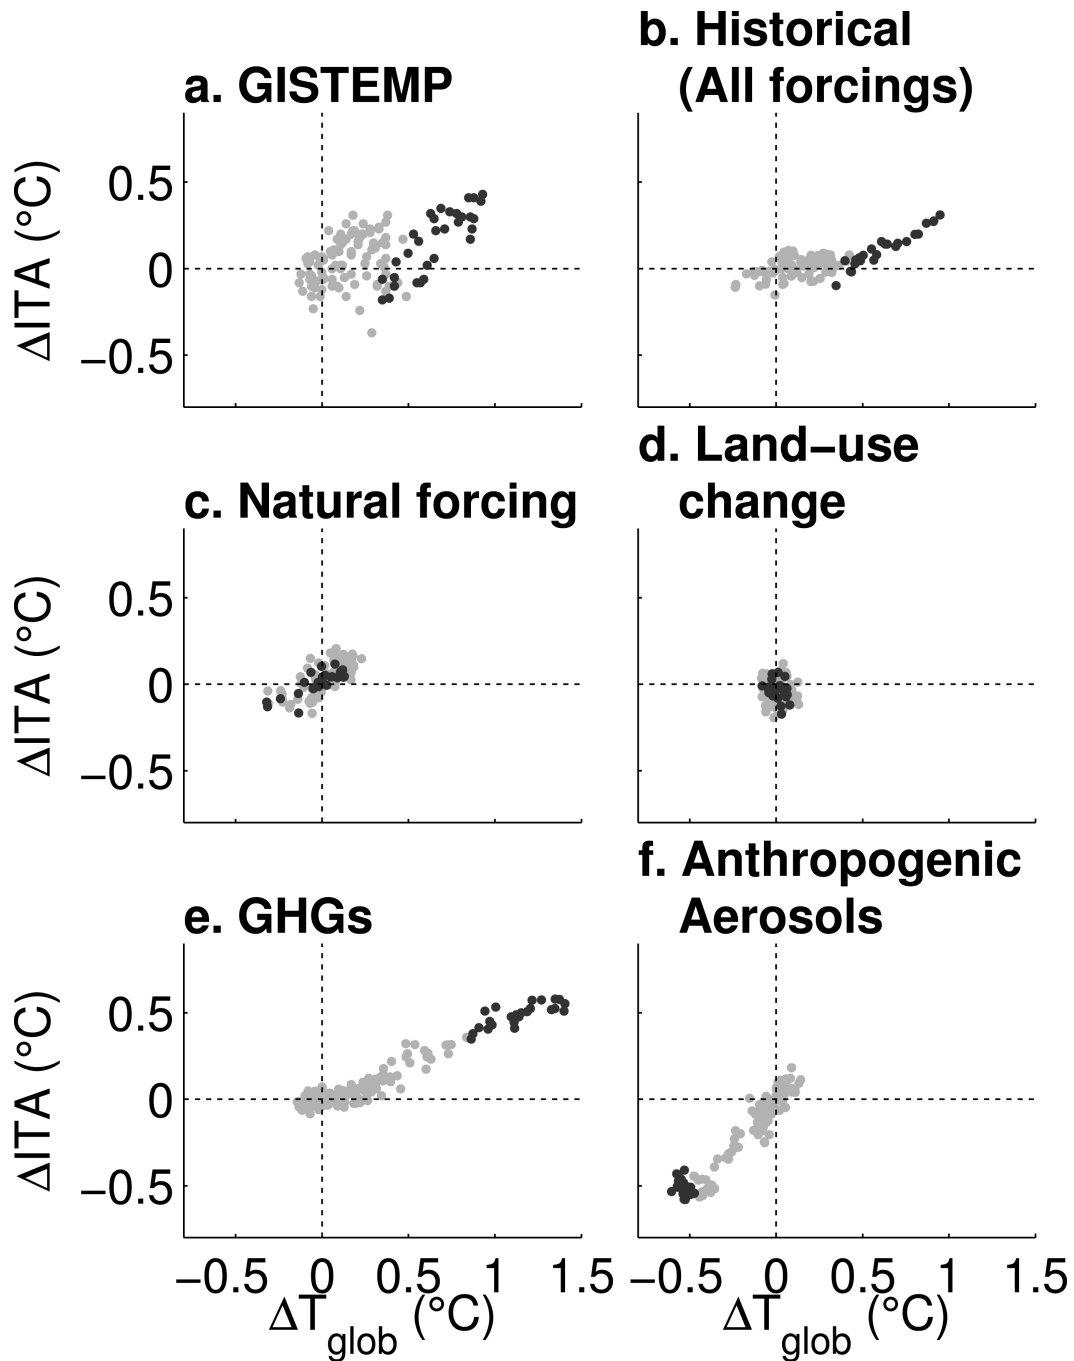 a. GISTEMP
b. Historical
(All forcings)
ΔITA (°C)
0.5
0
−0.5
c. Natural forcing
d. Land−use
change
ΔITA (°C)
0.5
0
−0.5
e. GHGs
f. Anthropogenic
Aerosols
ΔITA (°C)
0.5
0
−0.5
−0.5 0 0.5 1 1.5
−0.5 0 0.5 1 1.5
ΔTglob (°C)
ΔTglob (°C)